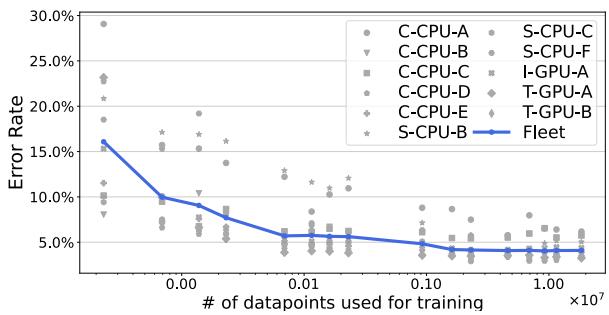 30.0%
25.0%
20.0%
15.0%
10.0%
5.0%
Error Rate
C-CPU-A
C-CPU-B
C-CPU-C
C-CPU-D
C-CPU-E
S-CPU-B
S-CPU-C
S-CPU-F
I-GPU-A
T-GPU-A
T-GPU-B
Fleet
0.00 0.01 0.10 1.00
×10⁷
# of datapoints used for training